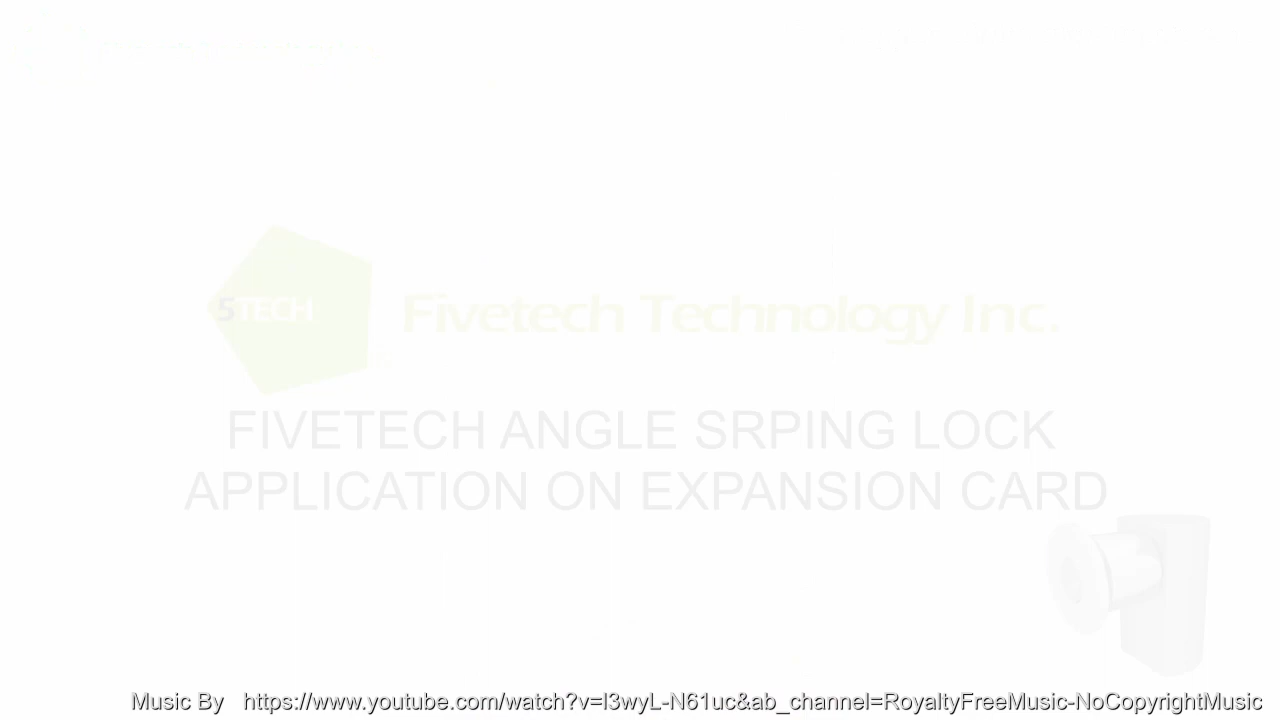 5TECH
Fivetech Technology Inc.
FIVETECH ANGLE SRPING LOCK
APPLICATION ON EXPANSION CARD
Music By https://www.youtube.com/watch?v=l3wyL-N61uc&ab_channel=RoyaltyFreeMusic-NoCopyrightMusic